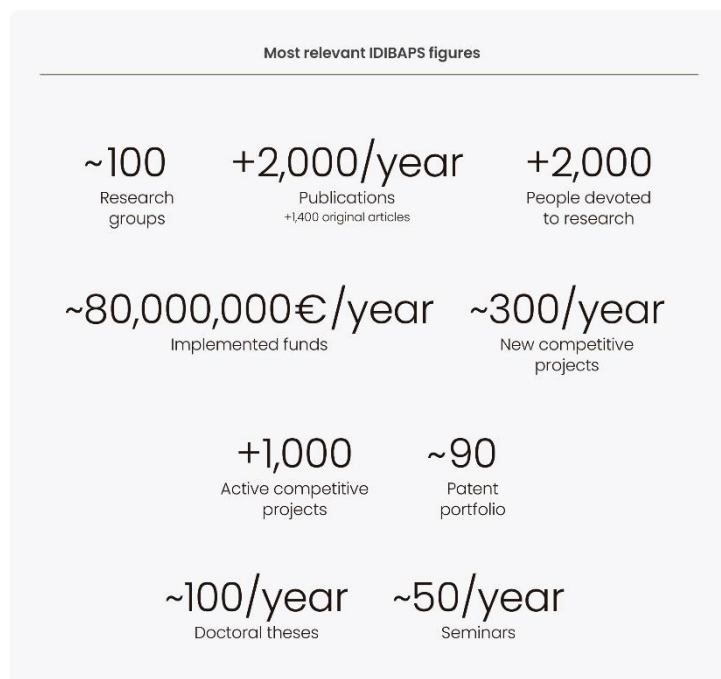 Most relevant IDIBAPS figures
~100
Research
groups
+2,000/year
Publications
+1,400 original articles
+2,000
People devoted
to research
~80,000,000€/year
Implemented funds
~300/year
New competitive
projects
+1,000
Active competitive
projects
~90
Patent
portfolio
~100/year
Doctoral theses
~50/year
Seminars